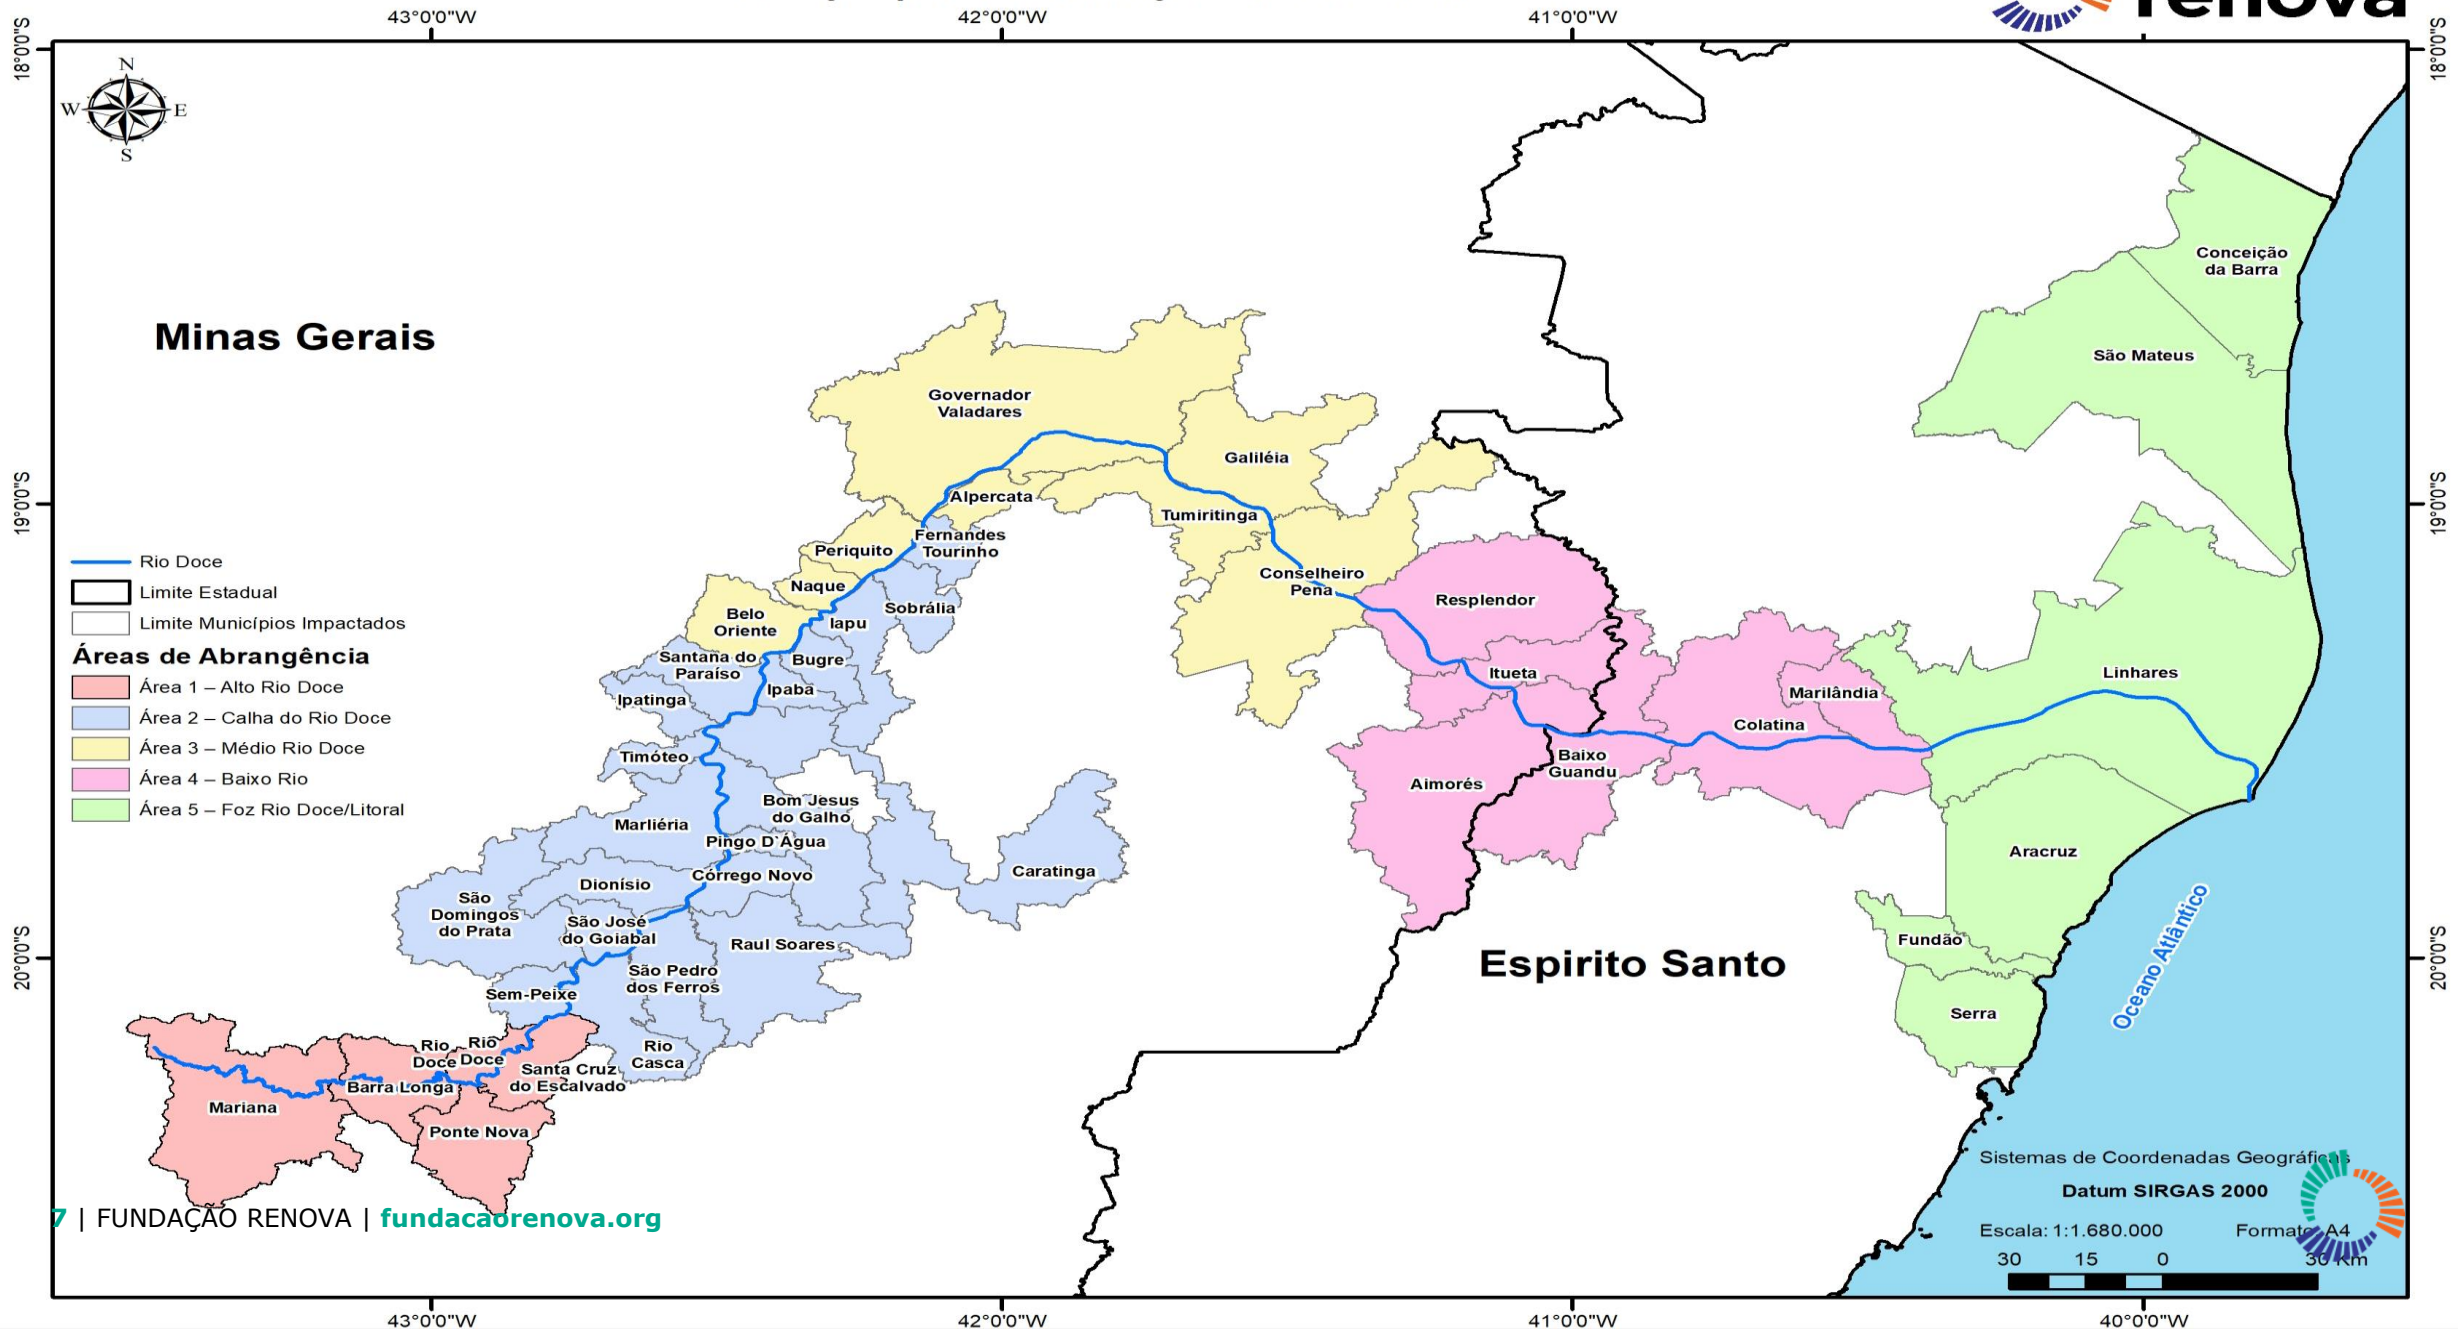 43°0'0"W
42°0'0"W
41°0'0"W
renova
18°0'0"S
18°0'0"S
N
W
E
S
Minas Gerais
Conceição
da Barra
São Mateus
Governador
Valadares
Galiléia
19°0'0"S
19°0'0"S
Alpercata
Tumiritinga
Fernandes
Tourinho
Periquito
Naque
Conselheiro
Pena
Belo
Oriente
Sobrália
Iapu
Resplendor
Santana do
Paraíso
Bugre
Itueta
Linhares
Ipatinga
Ipaba
Marilândia
Colatina
Timóteo
Baixo
Guandu
Aimorés
Bom Jesus
do Galho
Marliéria
Pingo D`Água
Aracruz
Córrego Novo
Caratinga
Dionísio
São
Domingos
do Prata
São José
do Goiabal
Raul Soares
Fundão
São Pedro
dos Ferros
Sem-Peixe
Serra
Rio
Doce
Rio
Doce
Rio
Casca
Santa Cruz
do Escalvado
Barra Longa
Mariana
Ponte Nova
Espirito Santo
Oceano Atlântico
20°0'0"S
20°0'0"S
Rio Doce
Limite Estadual
Limite Municípios Impactados
Áreas de Abrangência
Área 1 – Alto Rio Doce
Área 2 – Calha do Rio Doce
Área 3 – Médio Rio Doce
Área 4 – Baixo Rio
Área 5 – Foz Rio Doce/Litoral
Sistemas de Coordenadas Geográficas
Datum SIRGAS 2000
Escala: 1:1.680.000
Formato: A4
30 15 0 30 Km
7 | FUNDAÇÃO RENOVA | fundacaorenova.org
43°0'0"W
42°0'0"W
41°0'0"W
40°0'0"W